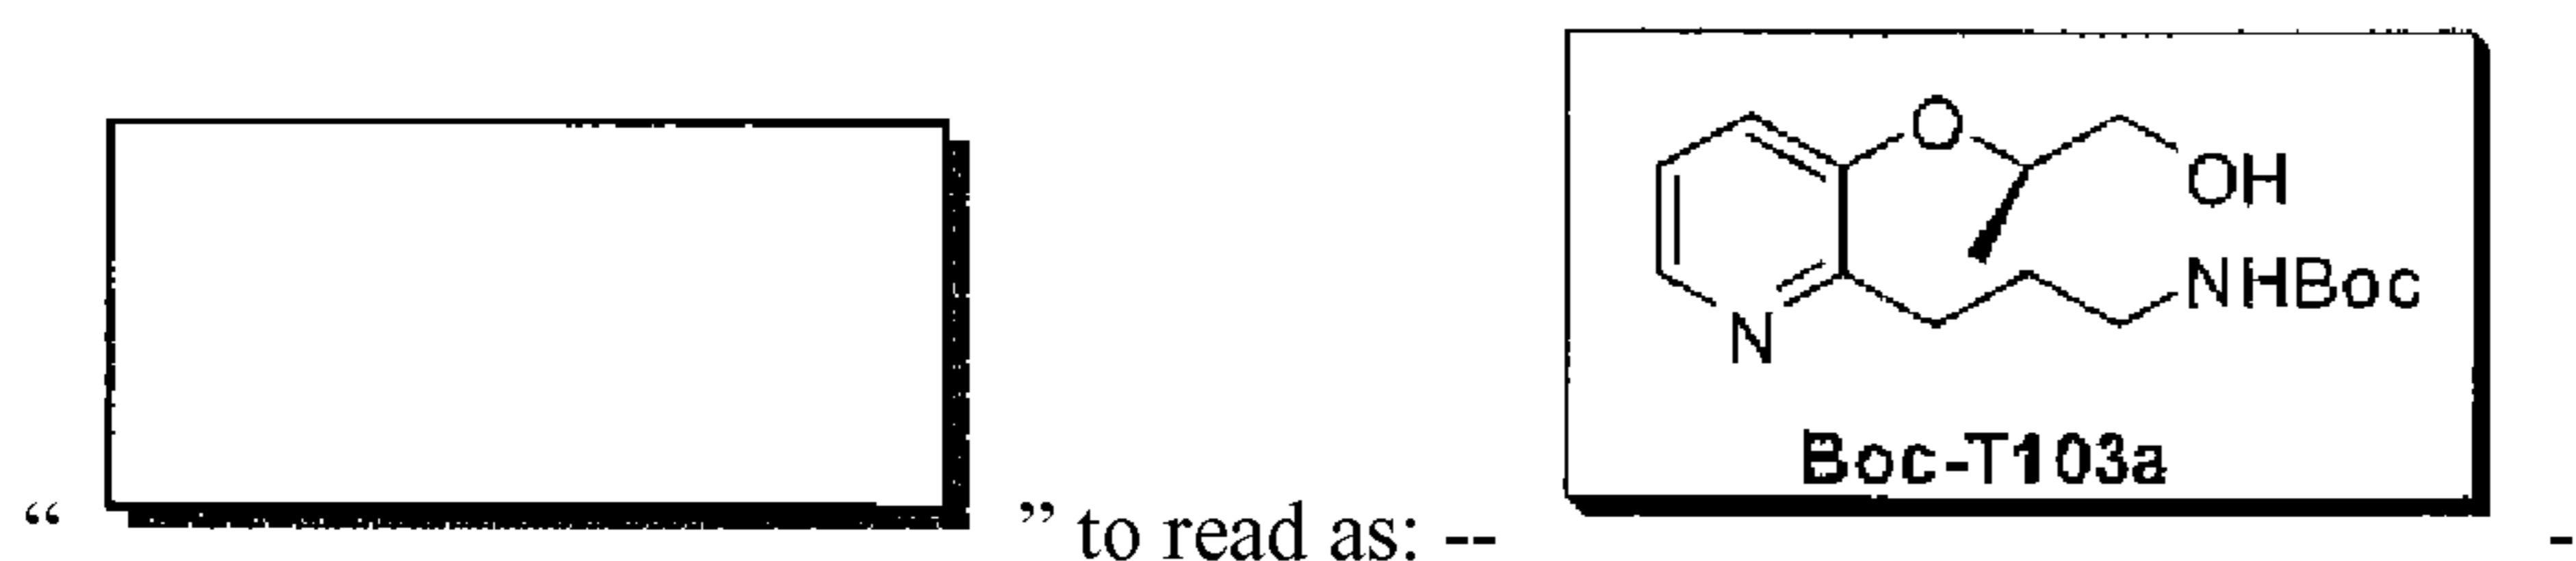 O
OH
NHBoc
N
Boc-T103a
“ ” to read as: -- -